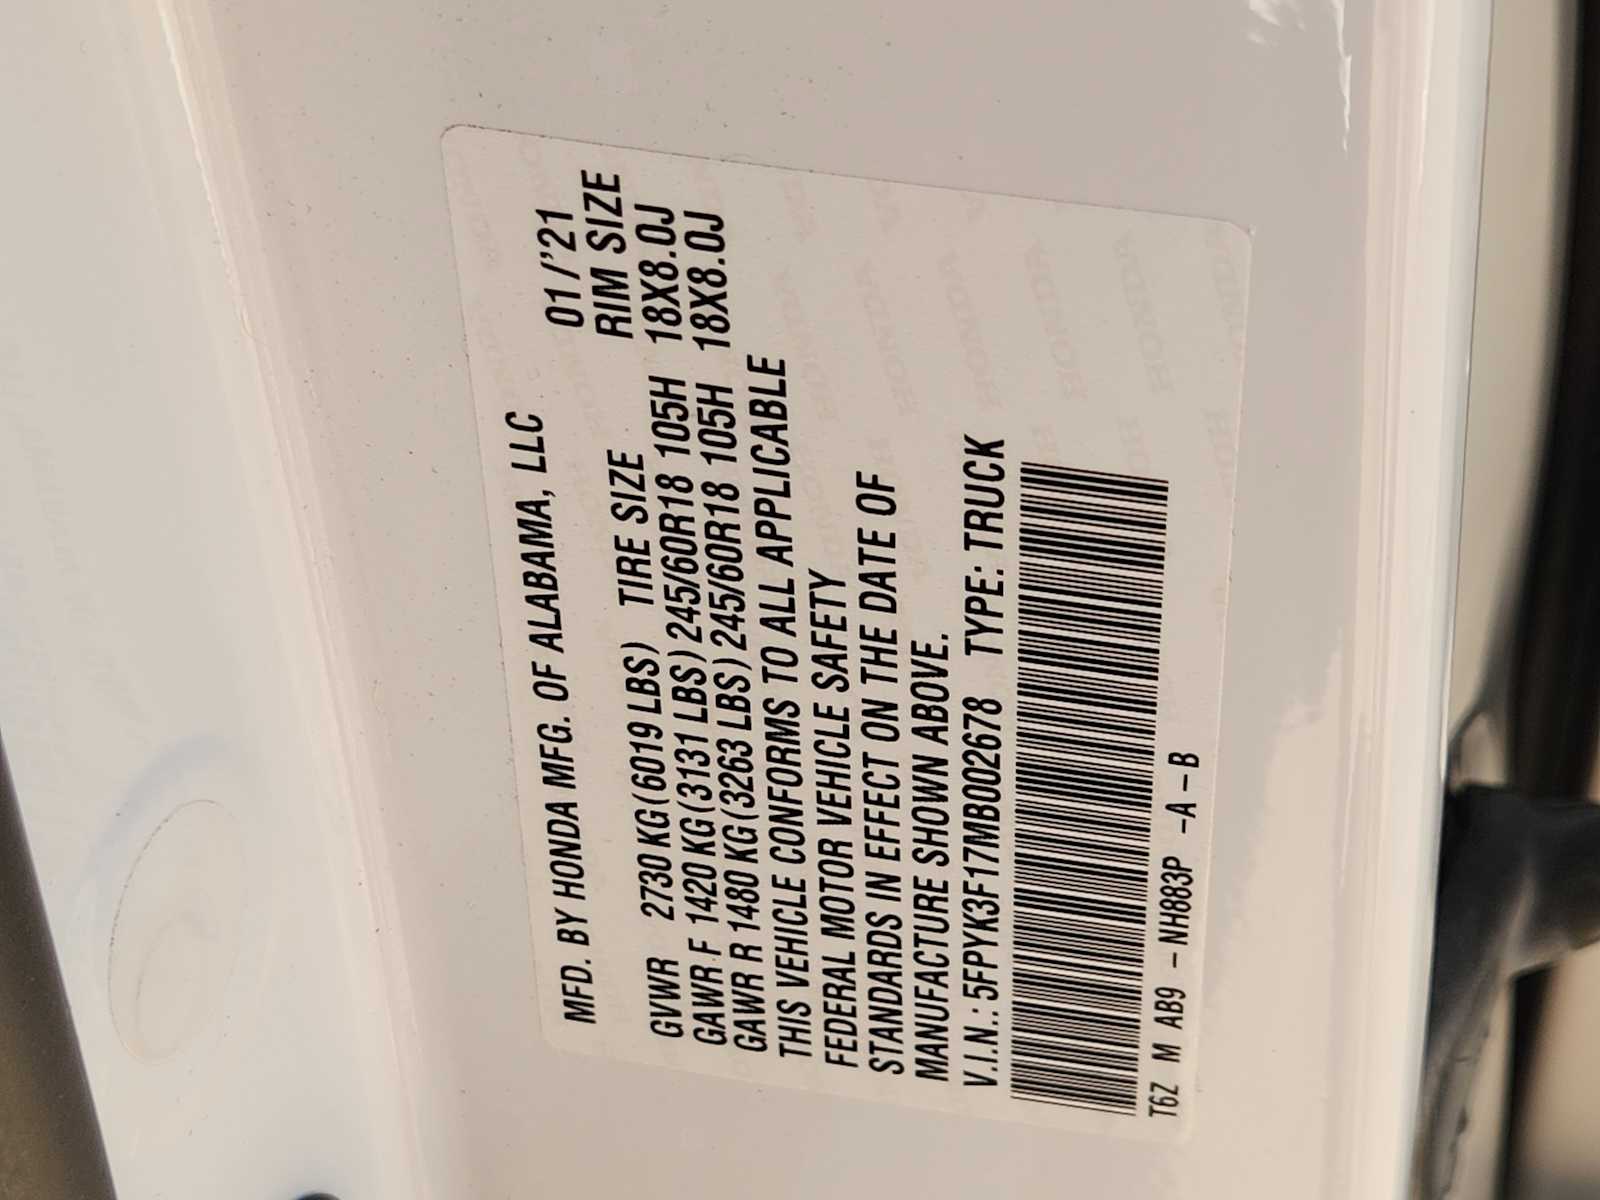 MFD. BY HONDA MFG. OF ALABAMA, LLC
01/'21
GVWR 2730 KG(6019 LBS) TIRE SIZE RIM SIZE
GAWR F 1420 KG(3131 LBS) 245/60R18 105H 18X8.0J
GAWR R 1480 KG(3263 LBS) 245/60R18 105H 18X8.0J
THIS VEHICLE CONFORMS TO ALL APPLICABLE
FEDERAL MOTOR VEHICLE SAFETY
STANDARDS IN EFFECT ON THE DATE OF
MANUFACTURE SHOWN ABOVE.
V.I.N.: 5FPYK3F17MB002678 TYPE: TRUCK
T6Z M AB9 - NH883P -A - B